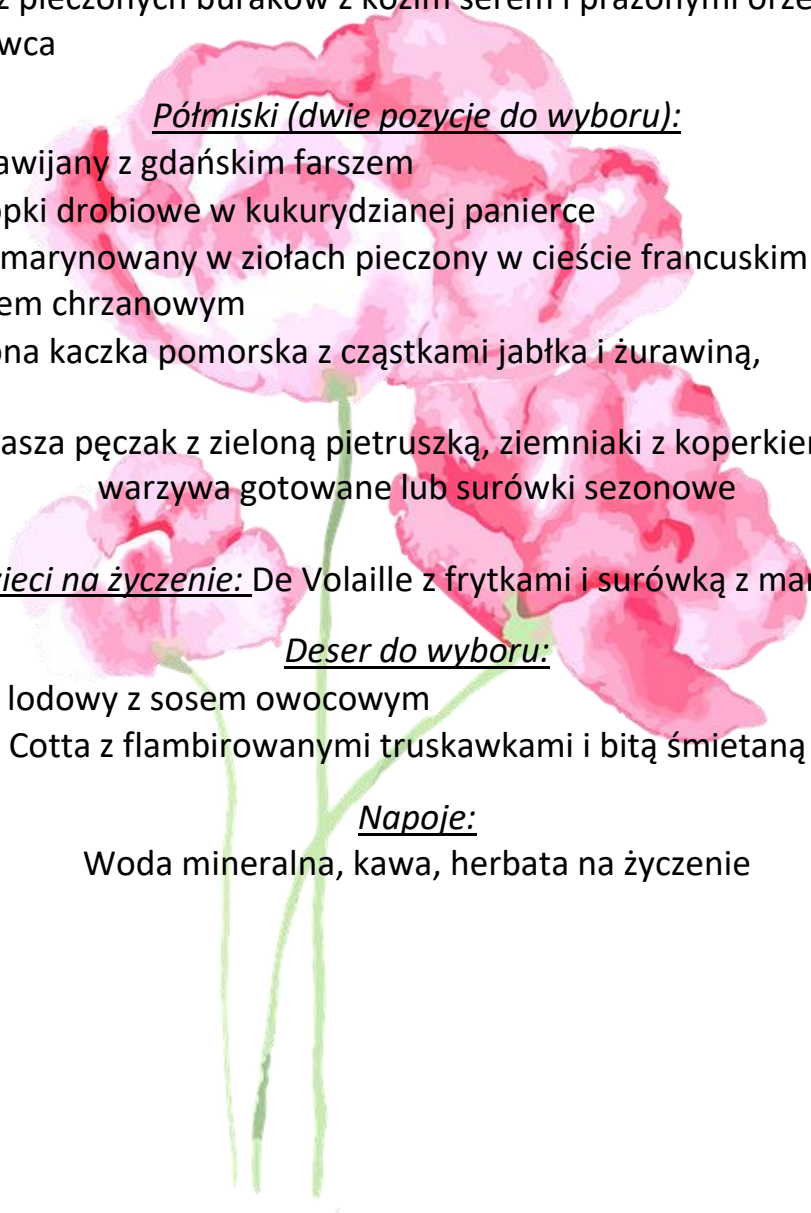 z pieczonych buraków z kozim serem i prażonymi orze
wca
Półmiski (dwie pozycje do wyboru):
awijany z gdańskim farszem
opki drobiowe w kukurydzianej panierce
marynowany w ziołach pieczony w cieście francuskim
em chrzanowym
ona kaczka pomorska z cząstkami jabłka i żurawiną,
asza pęczak z zieloną pietruszką, ziemniaki z koperkie
warzywa gotowane lub surówki sezonowe
ieci na życzenie: De Volaille z frytkami i surówką z mar
Deser do wyboru:
lodowy z sosem owocowym
Cotta z flambirowanymi truskawkami i bitą śmietaną
Napoje:
Woda mineralna, kawa, herbata na życzenie